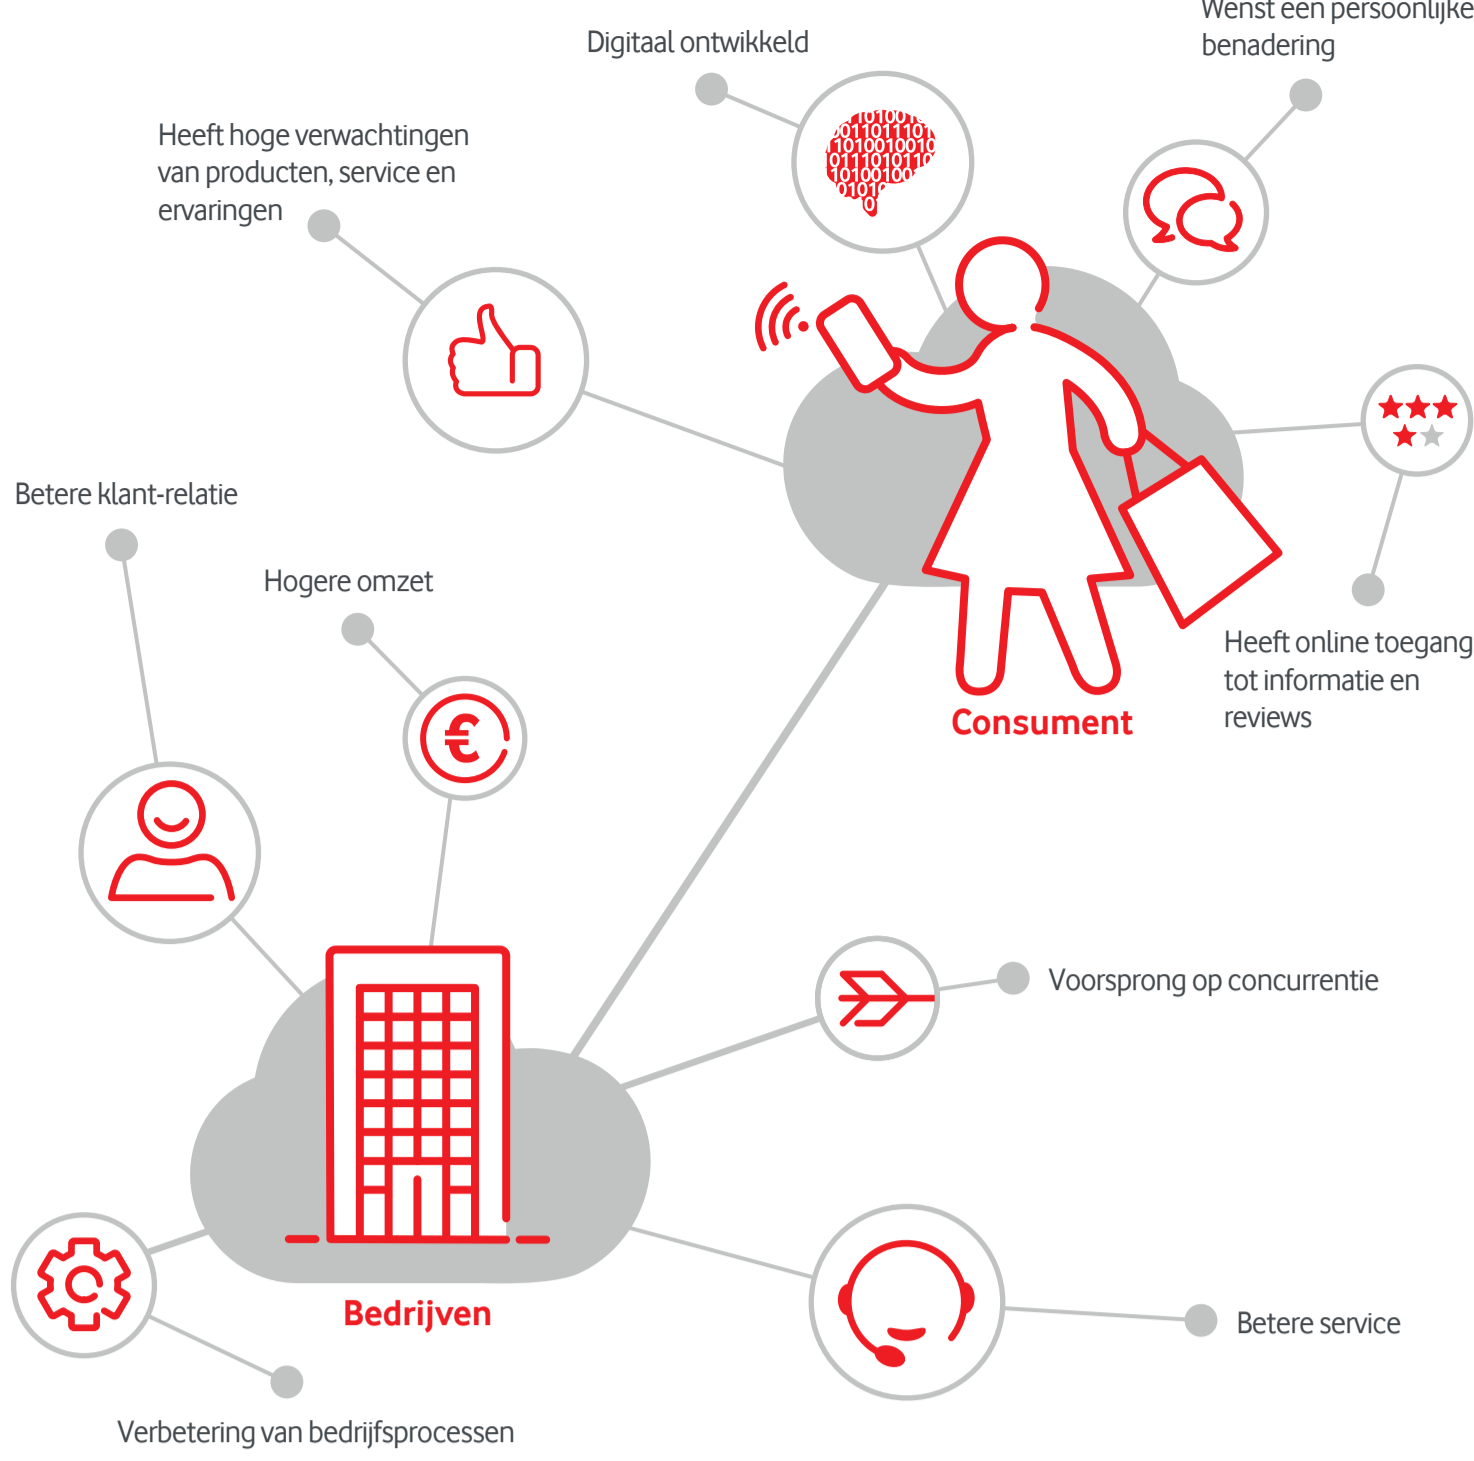 Wenst een persoonlijke
benadering
Digitaal ontwikkeld
Heeft hoge verwachtingen
van producten, service en
ervaringen
Betere klant-relatie
Hogere omzet
Heeft online toegang
tot informatie en
reviews
Consument
Voorsprong op concurrentie
Bedrijven
Betere service
Verbetering van bedrijfsprocessen